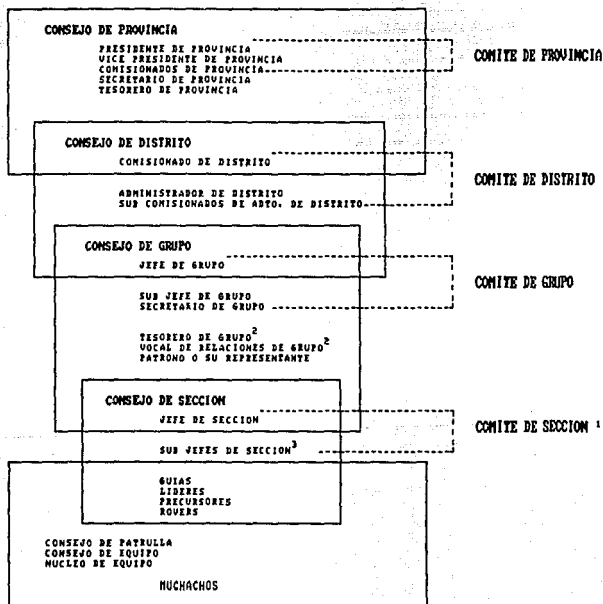 CONSEJO DE PROVINCIA
PRESIDENTE DE PROVINCIA
VICE PRESIDENTE DE PROVINCIA
COMISIONADOS DE PROVINCIA
SECRETARIO DE PROVINCIA
TESORERO DE PROVINCIA
COMITE DE PROVINCIA
CONSEJO DE DISTRITO
COMISIONADO DE DISTRITO
ADMINISTRADOR DE DISTRITO
SUB COMISIONADOS DE ADTO. DE DISTRITO
COMITE DE DISTRITO
CONSEJO DE GRUPO
JEFE DE GRUPO
SUB JEFE DE GRUPO
SECRETARIO DE GRUPO
COMITE DE GRUPO
TESORERO DE GRUPO²
VOCAL DE RELACIONES DE GRUPO²
PATRONO O SU REPRESENTANTE
CONSEJO DE SECCION
JEFE DE SECCION
SUB JEFES DE SECCION³
COMITE DE SECCION ¹
GUIAS
LIDERES
PRECURSORES
ROVERS
CONSEJO DE PATRULLA
CONSEJO DE EQUIPO
NUCLEO DE EQUIPO
MUCHACHOS